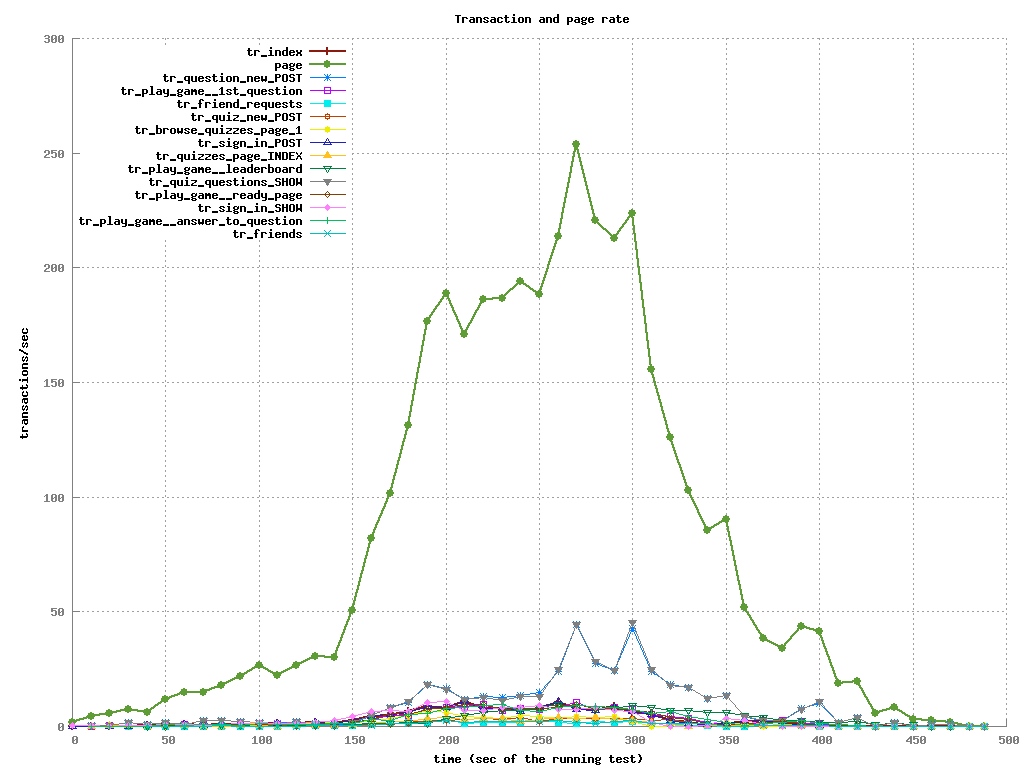 Transaction and page rate
300
250
200
150
100
50
0
transactions/sec
tr_index
page
tr_question_new_POST
tr_play_game__1st_question
tr_friend_requests
tr_quiz_new_POST
tr_browse_quizzes_page_1
tr_sign_in_POST
tr_quizzes_page_INDEX
tr_play_game__leaderboard
tr_quiz_questions_SHOW
tr_play_game__ready_page
tr_sign_in_SHOW
tr_play_game__answer_to_question
tr_friends
0 50 100 150 200 250 300 350 400 450 500
time (sec of the running test)